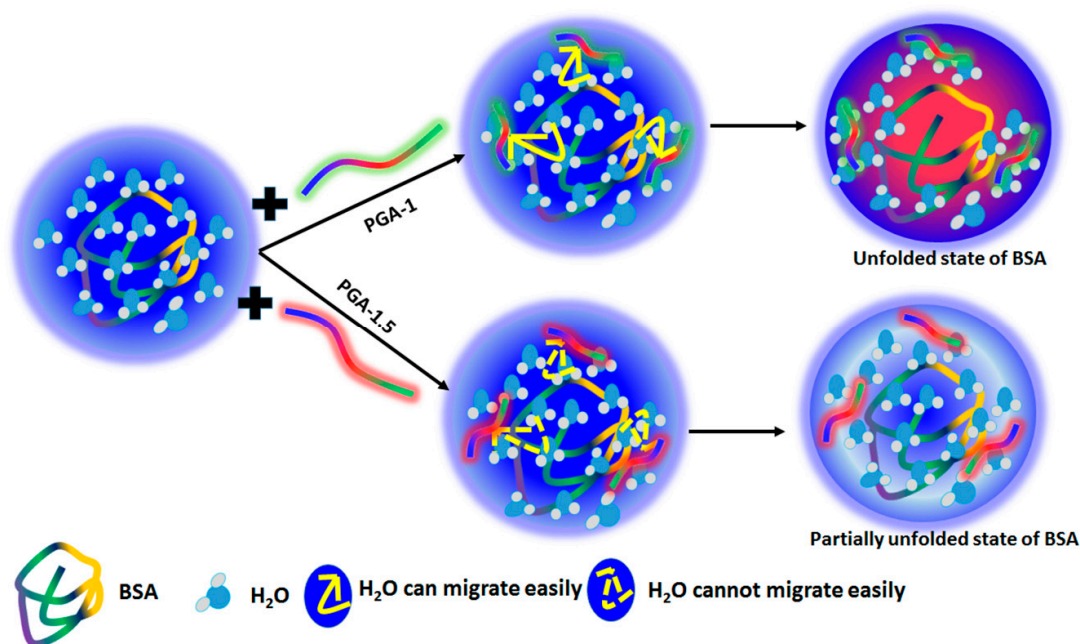 PGA-1
Unfolded state of BSA
PGA-1.5
Partially unfolded state of BSA
BSA
H₂O
H₂O can migrate easily
H₂O cannot migrate easily